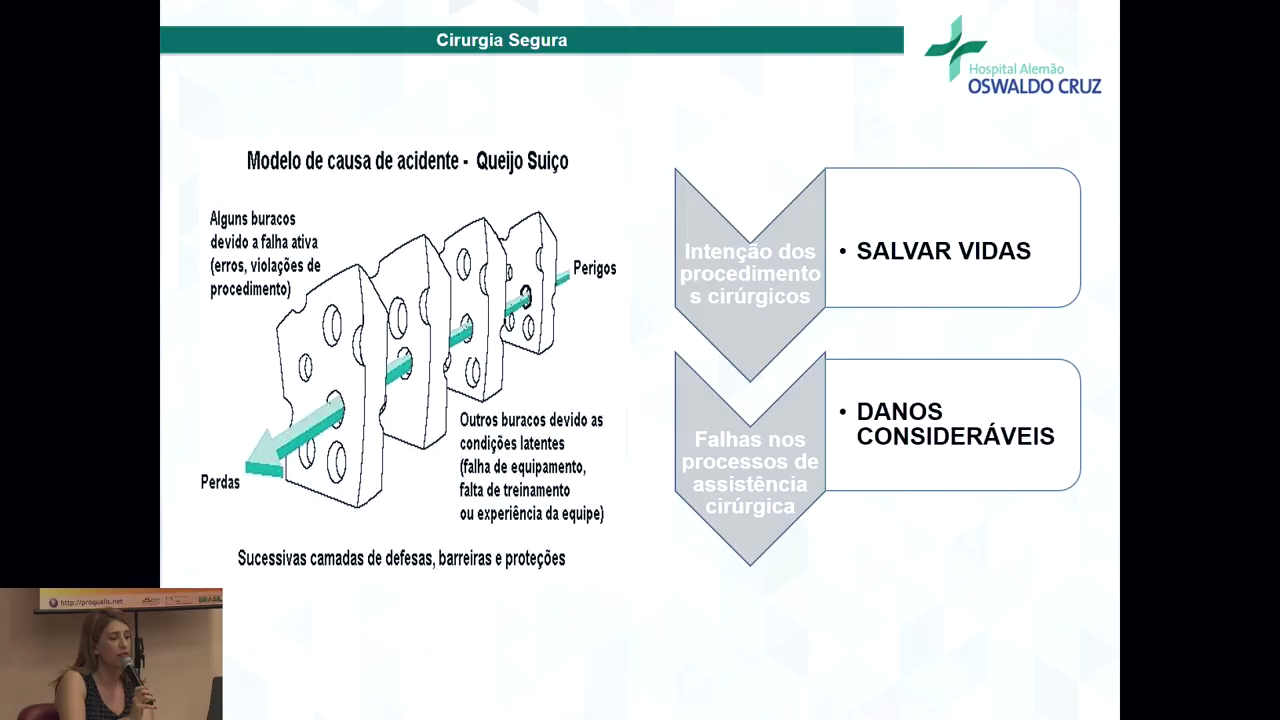 Cirurgia Segura
Hospital Alemão
OSWALDO CRUZ
Modelo de causa de acidente - Queijo Suiço
Alguns buracos
devido a falha ativa
(erros, violações de
procedimento)
Perigos
Perdas
Outros buracos devido as
condições latentes
(falha de equipamento,
falta de treinamento
ou experiência da equipe)
Sucessivas camadas de defesas, barreiras e proteções
Intenção dos
procedimento
s cirúrgicos
• SALVAR VIDAS
Falhas nos
processos de
assistência
cirúrgica
• DANOS
CONSIDERÁVEIS
http://proqualis.net
BRASIL